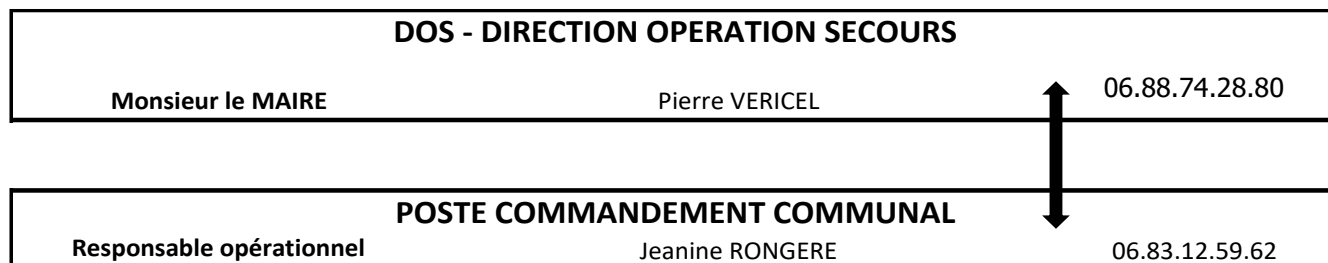 DOS - DIRECTION OPERATION SECOURS
Monsieur le MAIRE Pierre VERICEL 06.88.74.28.80
POSTE COMMANDEMENT COMMUNAL
Responsable opérationnel Jeanine RONGERE 06.83.12.59.62